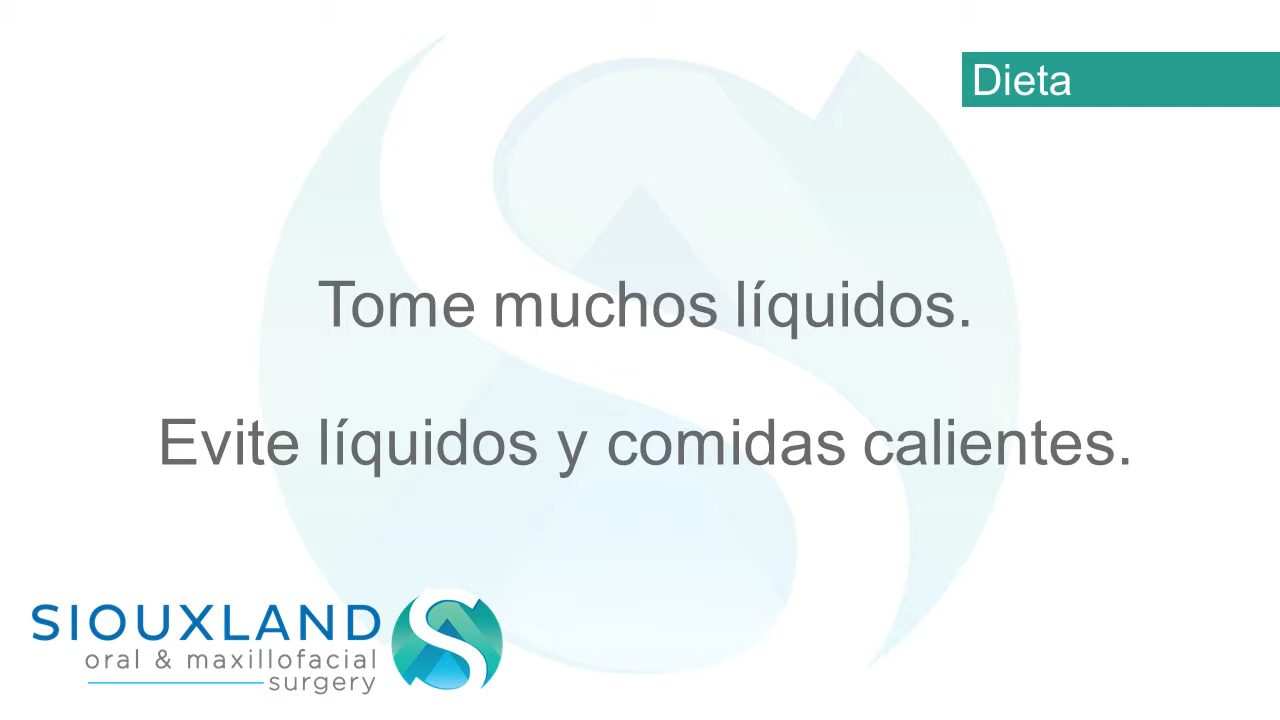 Dieta
Tome muchos líquidos.
Evite líquidos y comidas calientes.
SIOUXLAND
oral & maxillofacial
surgery